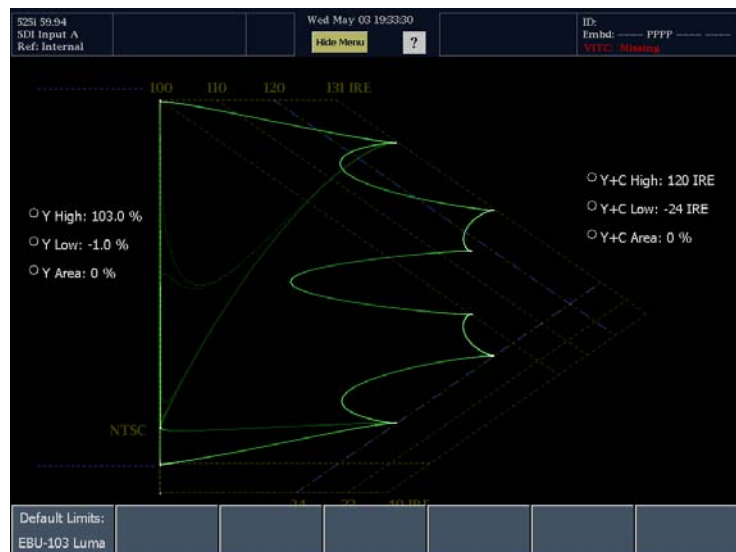 525i 59.94
SDI Input A
Ref: Internal
Wed May 03 19:33:30
Hide Menu
?
ID:
Embd: ---- PPPP ---- ----
VITC: Missing
100 110 120 131 IRE
Y High: 103.0 %
Y Low: -1.0 %
Y Area: 0 %
Y+C High: 120 IRE
Y+C Low: -24 IRE
Y+C Area: 0 %
NTSC
Default Limits:
EBU-103 Luma